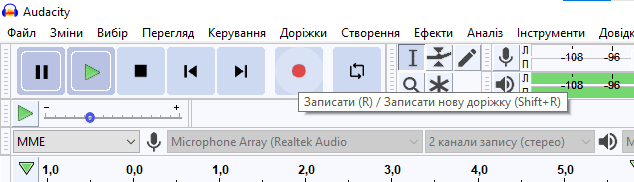 Audacity
Файл Зміни Вибір Перегляд Керування Доріжки Створення Ефекти Аналіз Інструменти Довідк
Л П -108 -96
Записати (R) / Записати нову доріжку (Shift+R)
Л П -108 -96
MME Microphone Array (Realtek Audio 2 канали запису (стерео) M
1,0 0,0 1,0 2,0 3,0 4,0 5,0